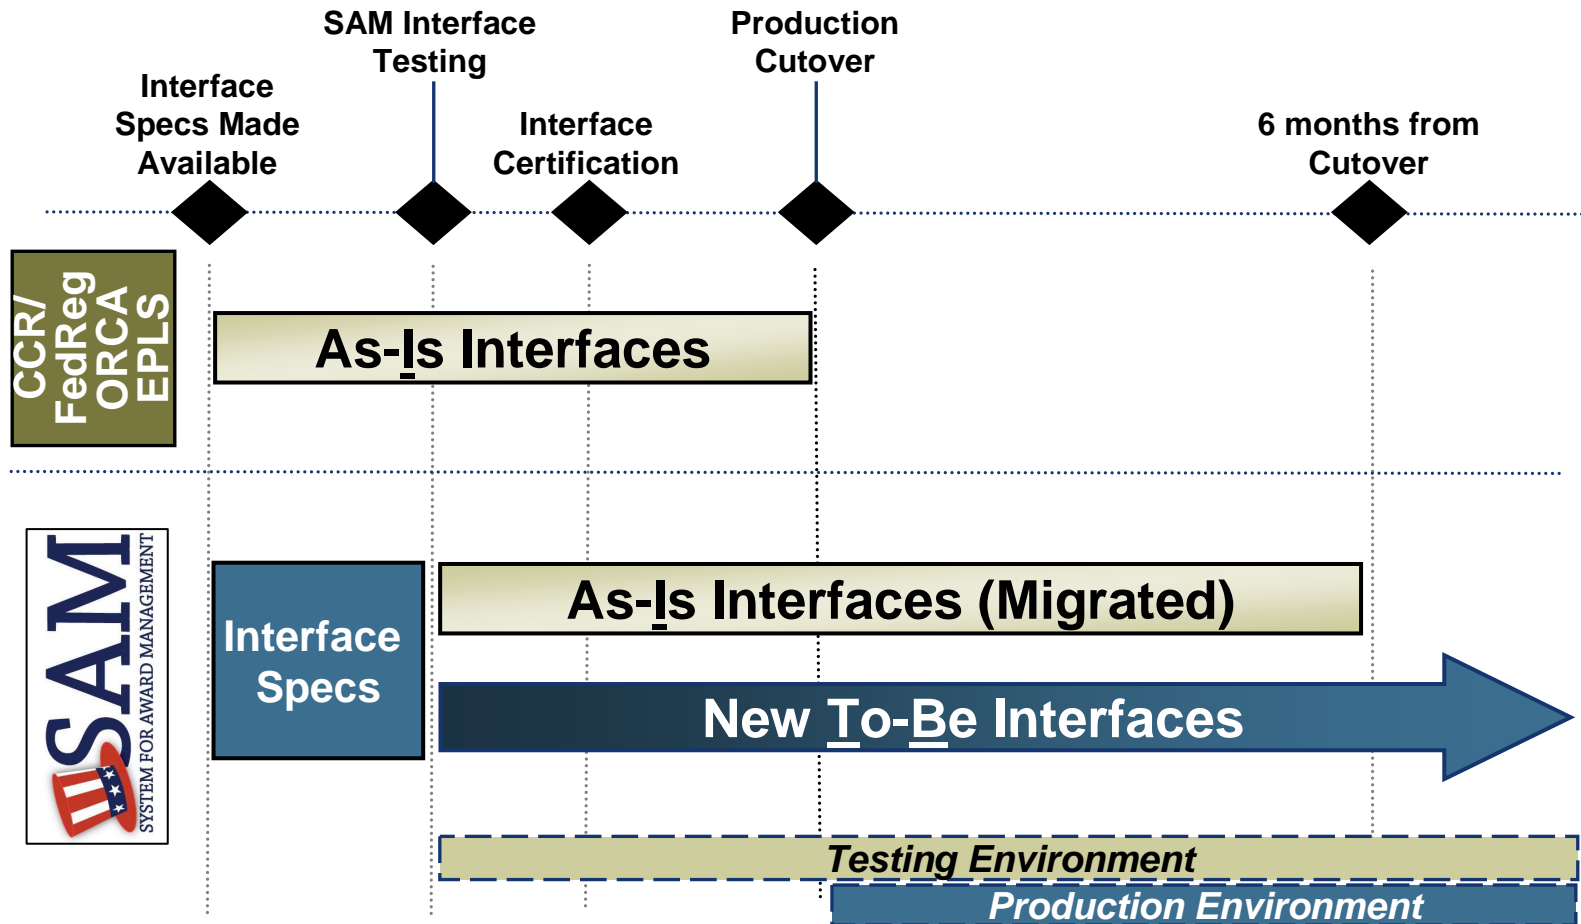 SAM Interface
Testing
Production
Cutover
Interface
Specs Made
Available
Interface
Certification
6 months from
Cutover
CCR/
FedReg
ORCA
EPLS
As-Is Interfaces
SAM
SYSTEM FOR AWARD MANAGEMENT
Interface
Specs
As-Is Interfaces (Migrated)
New To-Be Interfaces
Testing Environment
Production Environment